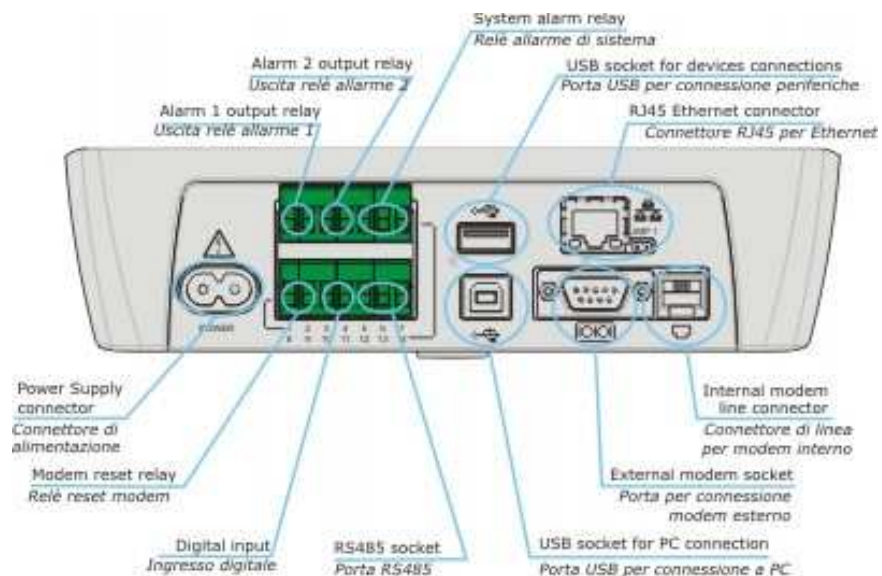 System alarm relay
Relè allarme di sistema
Alarm 2 output relay
Uscita relè allarme 2
Alarm 1 output relay
Uscita relè allarme 1
USB socket for devices connections
Porta USB per connessione periferiche
RJ45 Ethernet connector
Connettore RJ45 per Ethernet
POWER
Power Supply
connector
Connettore di
alimentazione
Modem reset relay
Relè reset modem
Digital input
Ingresso digitale
RS485 socket
Porta RS485
Internal modem
line connector
Connettore di linea
per modem interno
External modem socket
Porta per connessione
modem esterno
USB socket for PC connection
Porta USB per connessione a PC